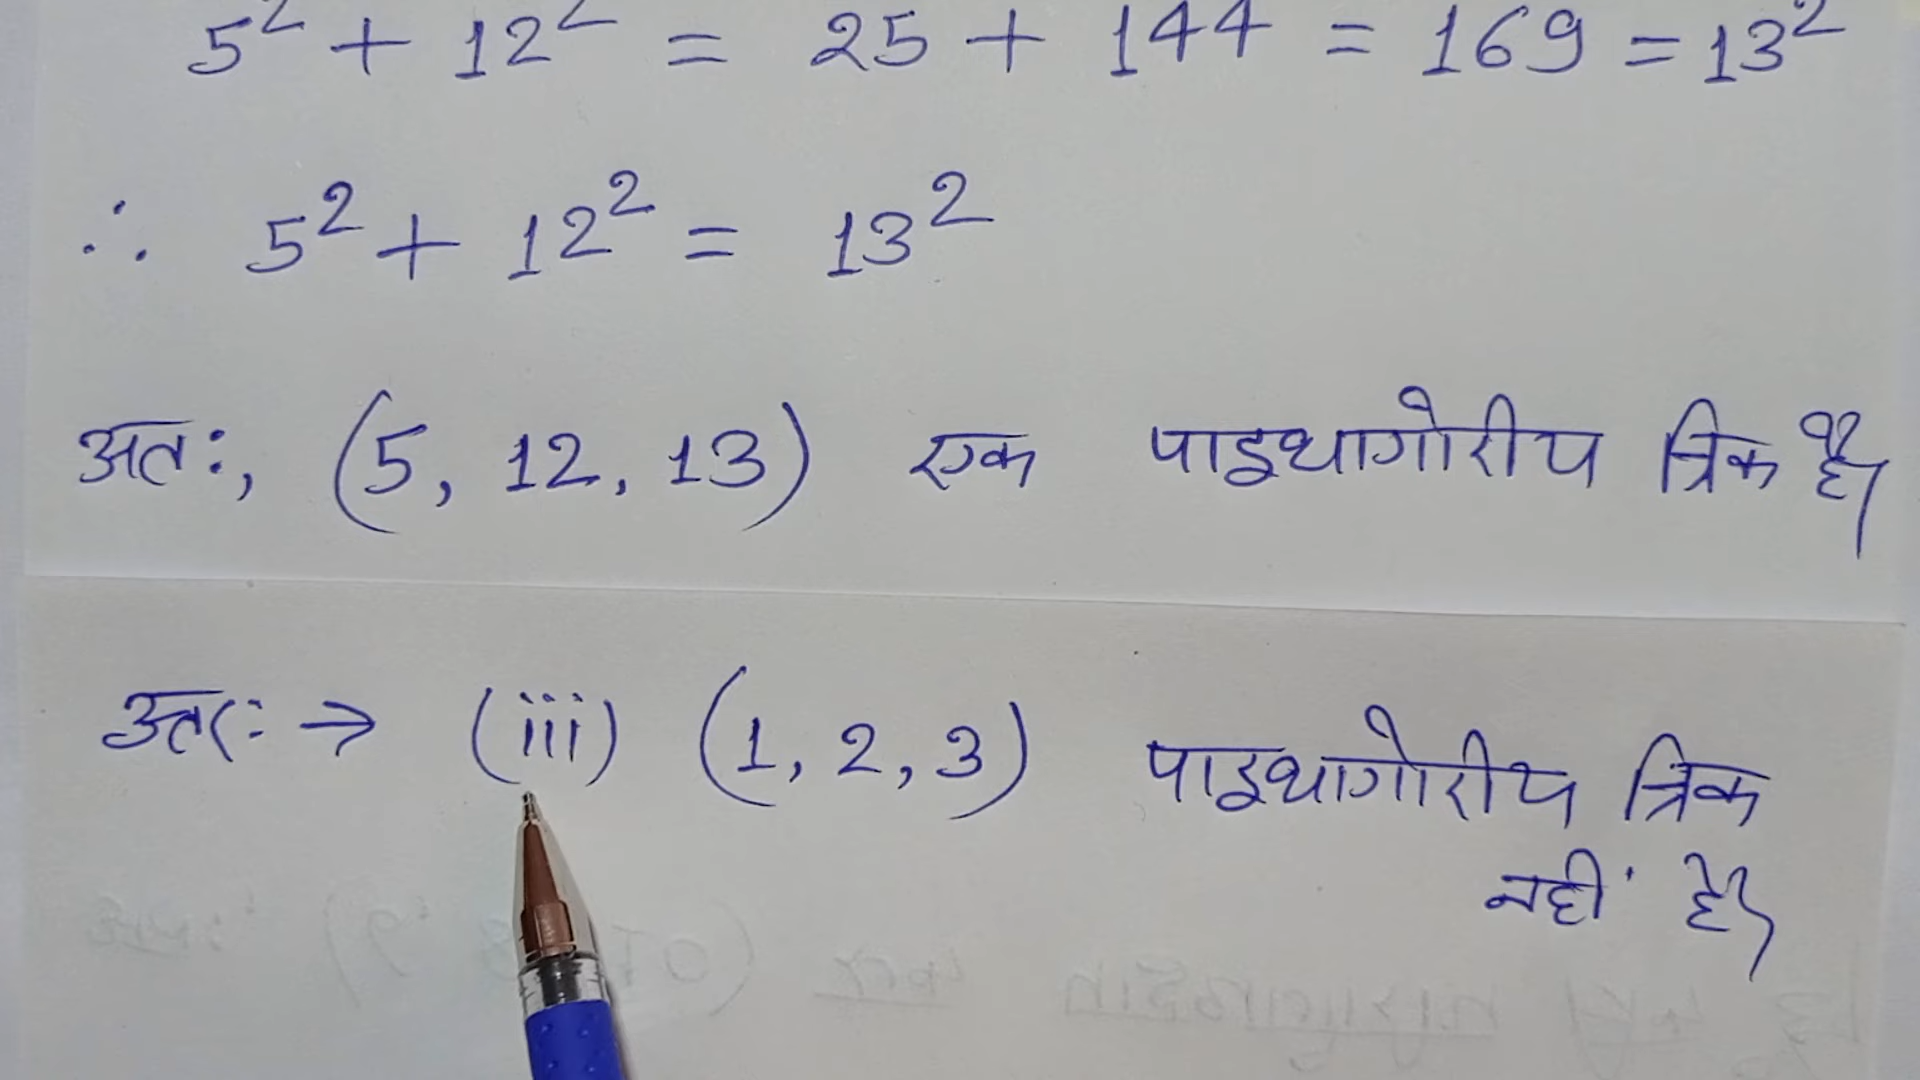 5² + 12² = 25 + 144 = 169 = 13²
∴ 5² + 12² = 13²
अतः, (5, 12, 13) एक पाइथागोरीय त्रिक है।
उत्तर: → (iii) (1, 2, 3) पाइथागोरीय त्रिक
नहीं है।